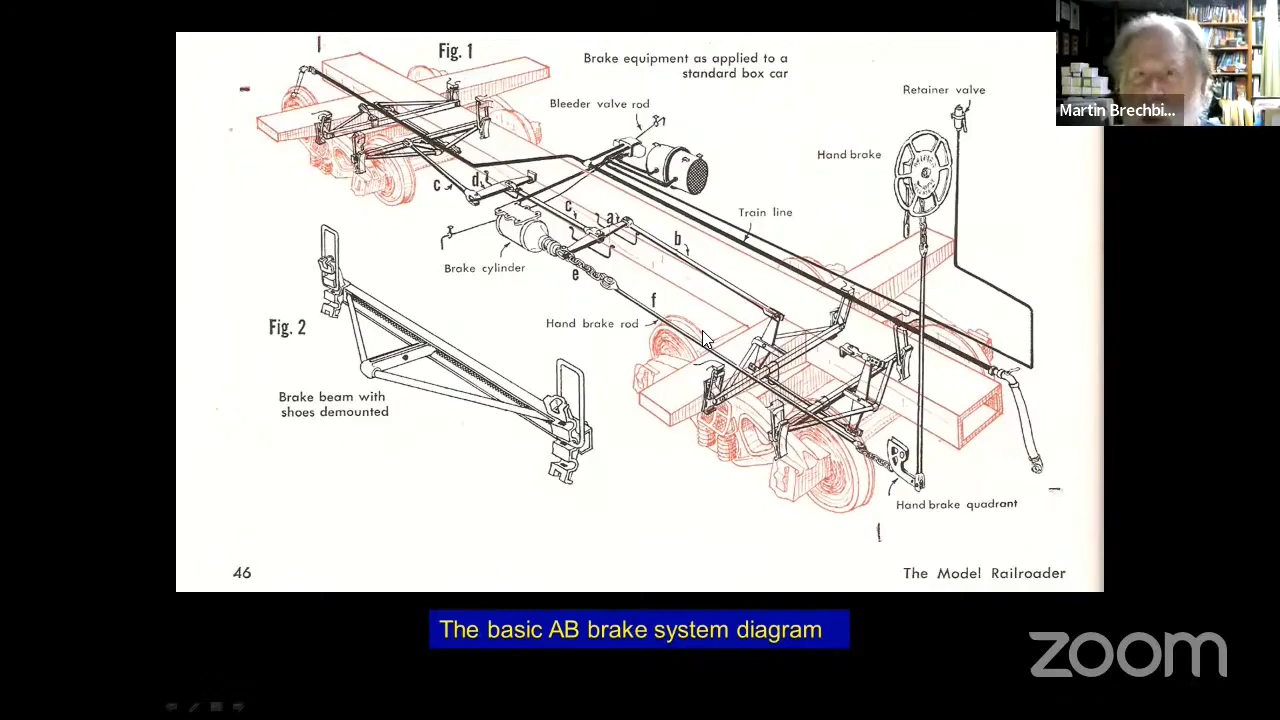 Fig. 1
Brake equipment as applied to a
standard box car
Bleeder valve rod
Retainer valve
Martin Brechbi...
Hand brake
c
d
c
a
b
Train line
Brake cylinder
e
f
Hand brake rod
Fig. 2
Brake beam with
shoes demounted
Hand brake quadrant
46
The Model Railroader
The basic AB brake system diagram
zoom